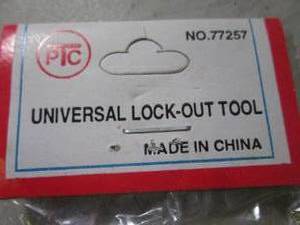 PTC
NO.77257
UNIVERSAL LOCK-OUT TOOL
MADE IN CHINA